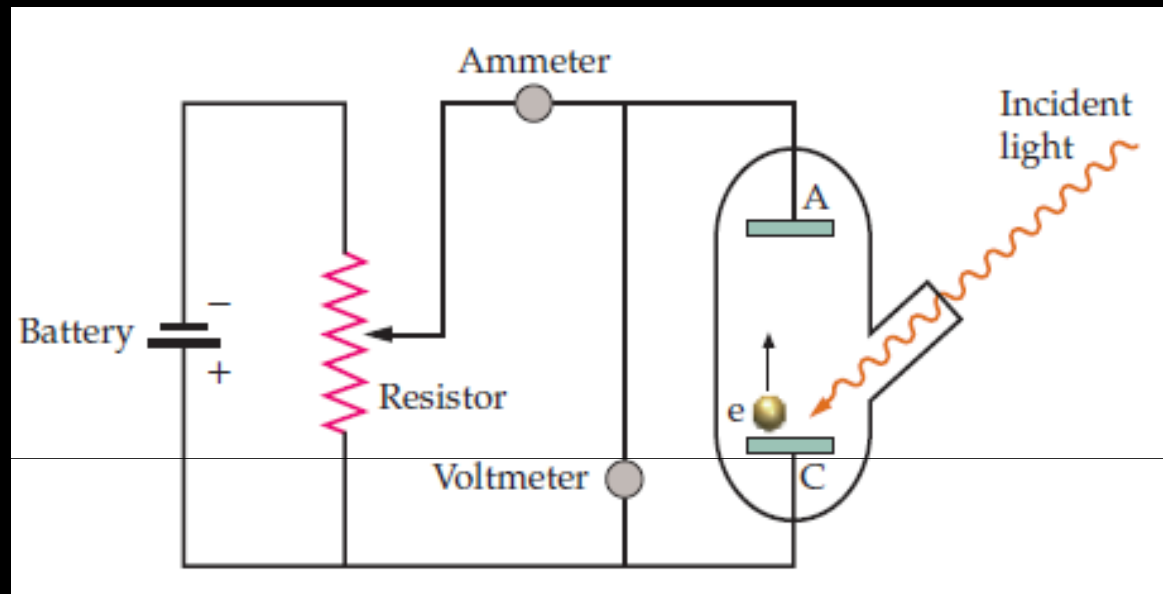 Ammeter
Incident
light
A
−
Battery
+
Resistor
e
Voltmeter
C